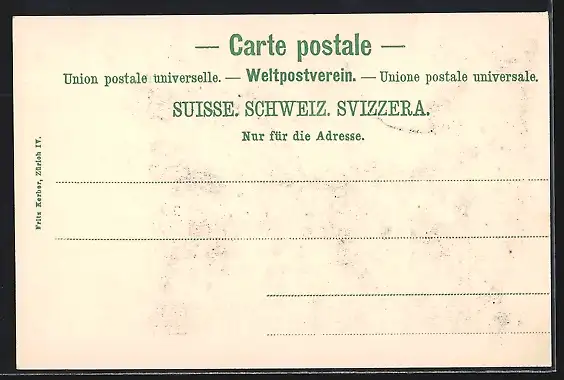 — Carte postale —
Union postale universelle. — Weltpostverein. — Unione postale universale.
SUISSE. SCHWEIZ. SVIZZERA.
Nur für die Adresse.
Fritz Kerber, Zürich IV.